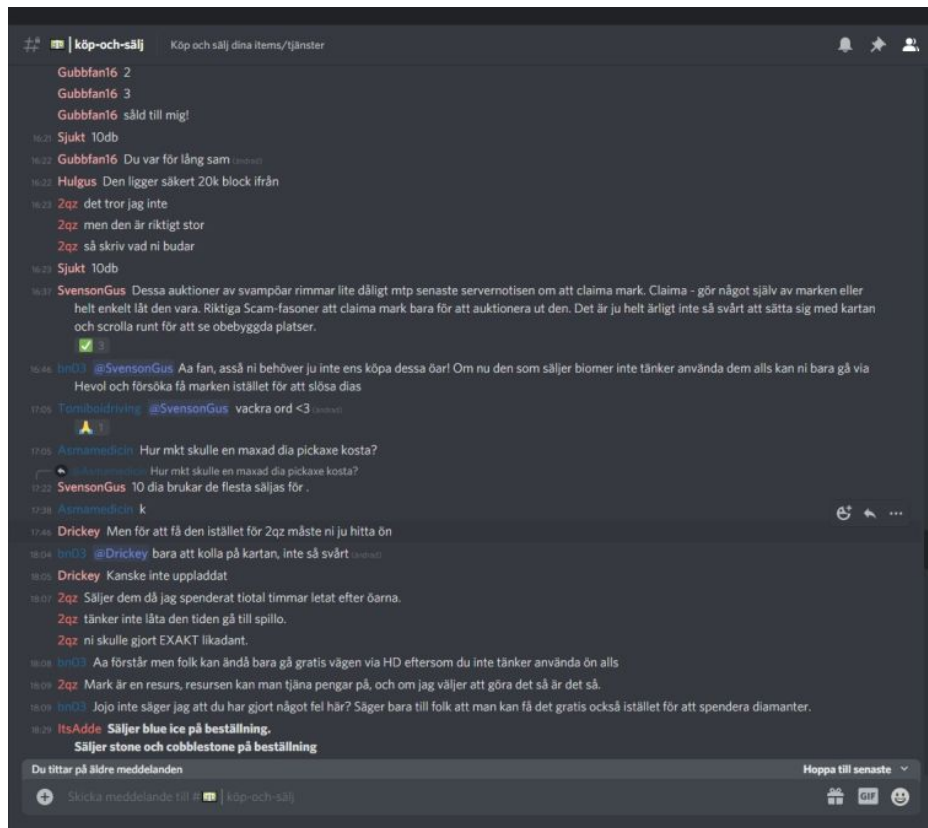 köp-och-sälj Köp och sälj dina items/tjänster
Gubbfan16 2
Gubbfan16 3
Gubbfan16 såld till mig!
16:21 Sjukt 10db
16:22 Gubbfan16 Du var för lång sam (ändrad)
16:22 Hulgus Den ligger säkert 20k block ifrån
16:23 2qz det tror jag inte
2qz men den är riktigt stor
2qz så skriv vad ni budar
16:23 Sjukt 10db
16:37 SvensonGus Dessa auktioner av svampöar rimmar lite dåligt mtp senaste servernotisen om att claima mark. Claima - gör något själv av marken eller
helt enkelt låt den vara. Riktiga Scam-fasoner att claima mark bara för att auktionera ut den. Det är ju helt ärligt inte så svårt att sätta sig med kartan
och scrolla runt för att se obebyggda platser.
3
16:46 bn03 @SvensonGus Aa fan, asså ni behöver ju inte ens köpa dessa öar! Om nu den som säljer biomer inte tänker använda dem alls kan ni bara gå via
Hevol och försöka få marken istället för att slösa dias
17:05 Tomiboidriving @SvensonGus vackra ord <3 (ändrad)
1
17:05 Asmamedicin Hur mkt skulle en maxad dia pickaxe kosta?
@Asmamedicin Hur mkt skulle en maxad dia pickaxe kosta?
17:22 SvensonGus 10 dia brukar de flesta säljas för .
17:38 Asmamedicin k
17:46 Drickey Men för att få den istället för 2qz måste ni ju hitta ön
18:04 bn03 @Drickey bara att kolla på kartan, inte så svårt (ändrad)
18:05 Drickey Kanske inte uppladdat
18:07 2qz Säljer dem då jag spenderat tiotal timmar letat efter öarna.
2qz tänker inte låta den tiden gå till spillo.
2qz ni skulle gjort EXAKT likadant.
18:08 bn03 Aa förstår men folk kan ändå bara gå gratis vägen via HD eftersom du inte tänker använda ön alls
18:09 2qz Mark är en resurs, resursen kan man tjäna pengar på, och om jag väljer att göra det så är det så.
18:09 bn03 Jojo inte säger jag att du har gjort något fel här? Säger bara till folk att man kan få det gratis också istället för att spendera diamanter.
18:29 ItsAdde Säljer blue ice på beställning.
Säljer stone och cobblestone på beställning
Du tittar på äldre meddelanden Hoppa till senaste
Skicka meddelande till # | köp-och-sälj GIF